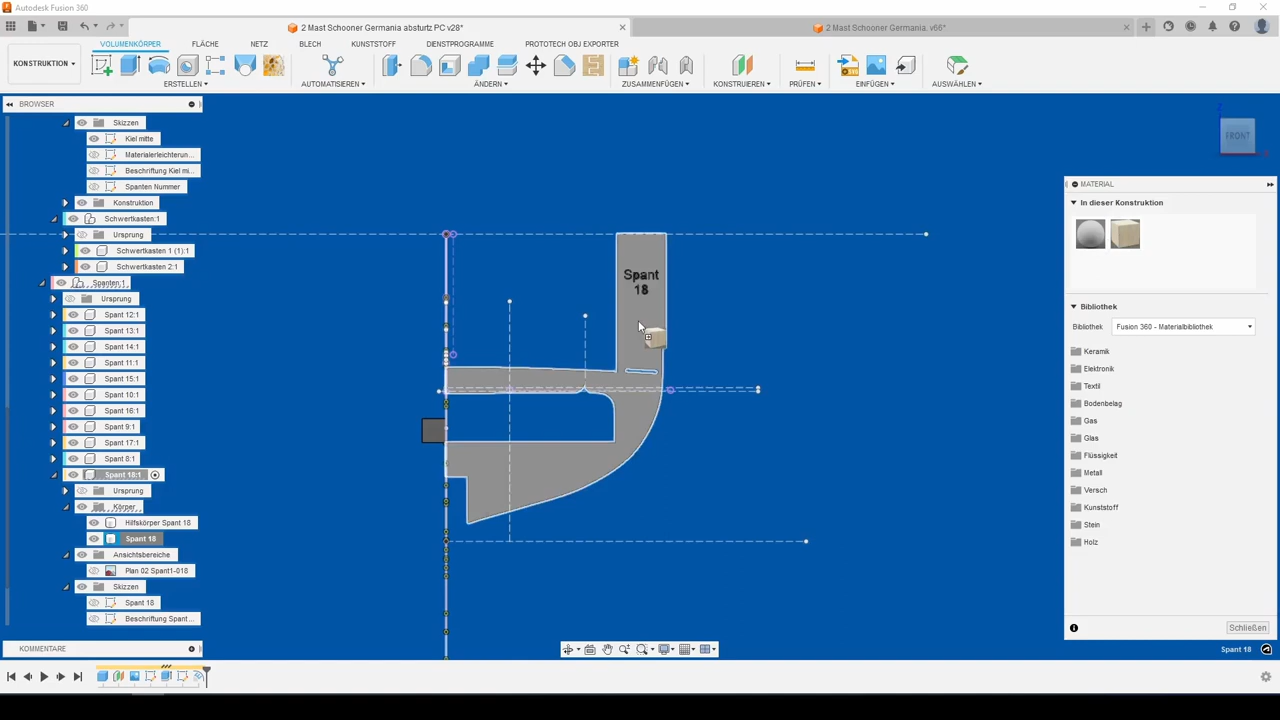 Autodesk Fusion 360
2 Mast Schooner Germania absturtz PC v28*
2 Mast Schooner Germania. v66*
KONSTRUKTION
VOLUMENKÖRPER
FLÄCHE
NETZ
BLECH
KUNSTSTOFF
DIENSTPROGRAMME
PROTOTECH OBJ EXPORTER
ERSTELLEN
AUTOMATISIEREN
ÄNDERN
ZUSAMMENFÜGEN
KONSTRUIEREN
PRÜFEN
EINFÜGEN
AUSWÄHLEN
BROWSER
Skizzen
Kiel mitte
Materialerleichterun...
Beschriftung Kiel mi...
Spanten Nummer
Konstruktion
Schwertkasten:1
Ursprung
Schwertkasten 1 (1):1
Schwertkasten 2:1
Spanten:1
Ursprung
Spant 12:1
Spant 13:1
Spant 14:1
Spant 11:1
Spant 15:1
Spant 10:1
Spant 16:1
Spant 9:1
Spant 17:1
Spant 8:1
Spant 18:1
Ursprung
Körper
Hilfskörper Spant 18
Spant 18
Ansichtsbereiche
Plan 02 Spant1-018
Skizzen
Spant 18
Beschriftung Spant ...
KOMMENTARE
Spant
18
FRONT
MATERIAL
In dieser Konstruktion
Bibliothek
Bibliothek
Fusion 360 - Materialbibliothek
Keramik
Elektronik
Textil
Bodenbelag
Gas
Glas
Flüssigkeit
Metall
Versch
Kunststoff
Stein
Holz
Schließen
Spant 18